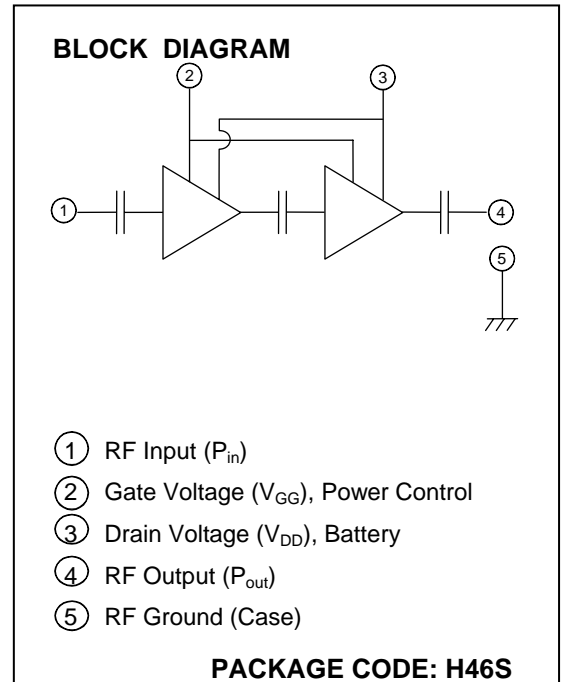 BLOCK DIAGRAM
② ③
① ④
⑤
① RF Input (Pin)
② Gate Voltage (VGG), Power Control
③ Drain Voltage (VDD), Battery
④ RF Output (Pout)
⑤ RF Ground (Case)
PACKAGE CODE: H46S